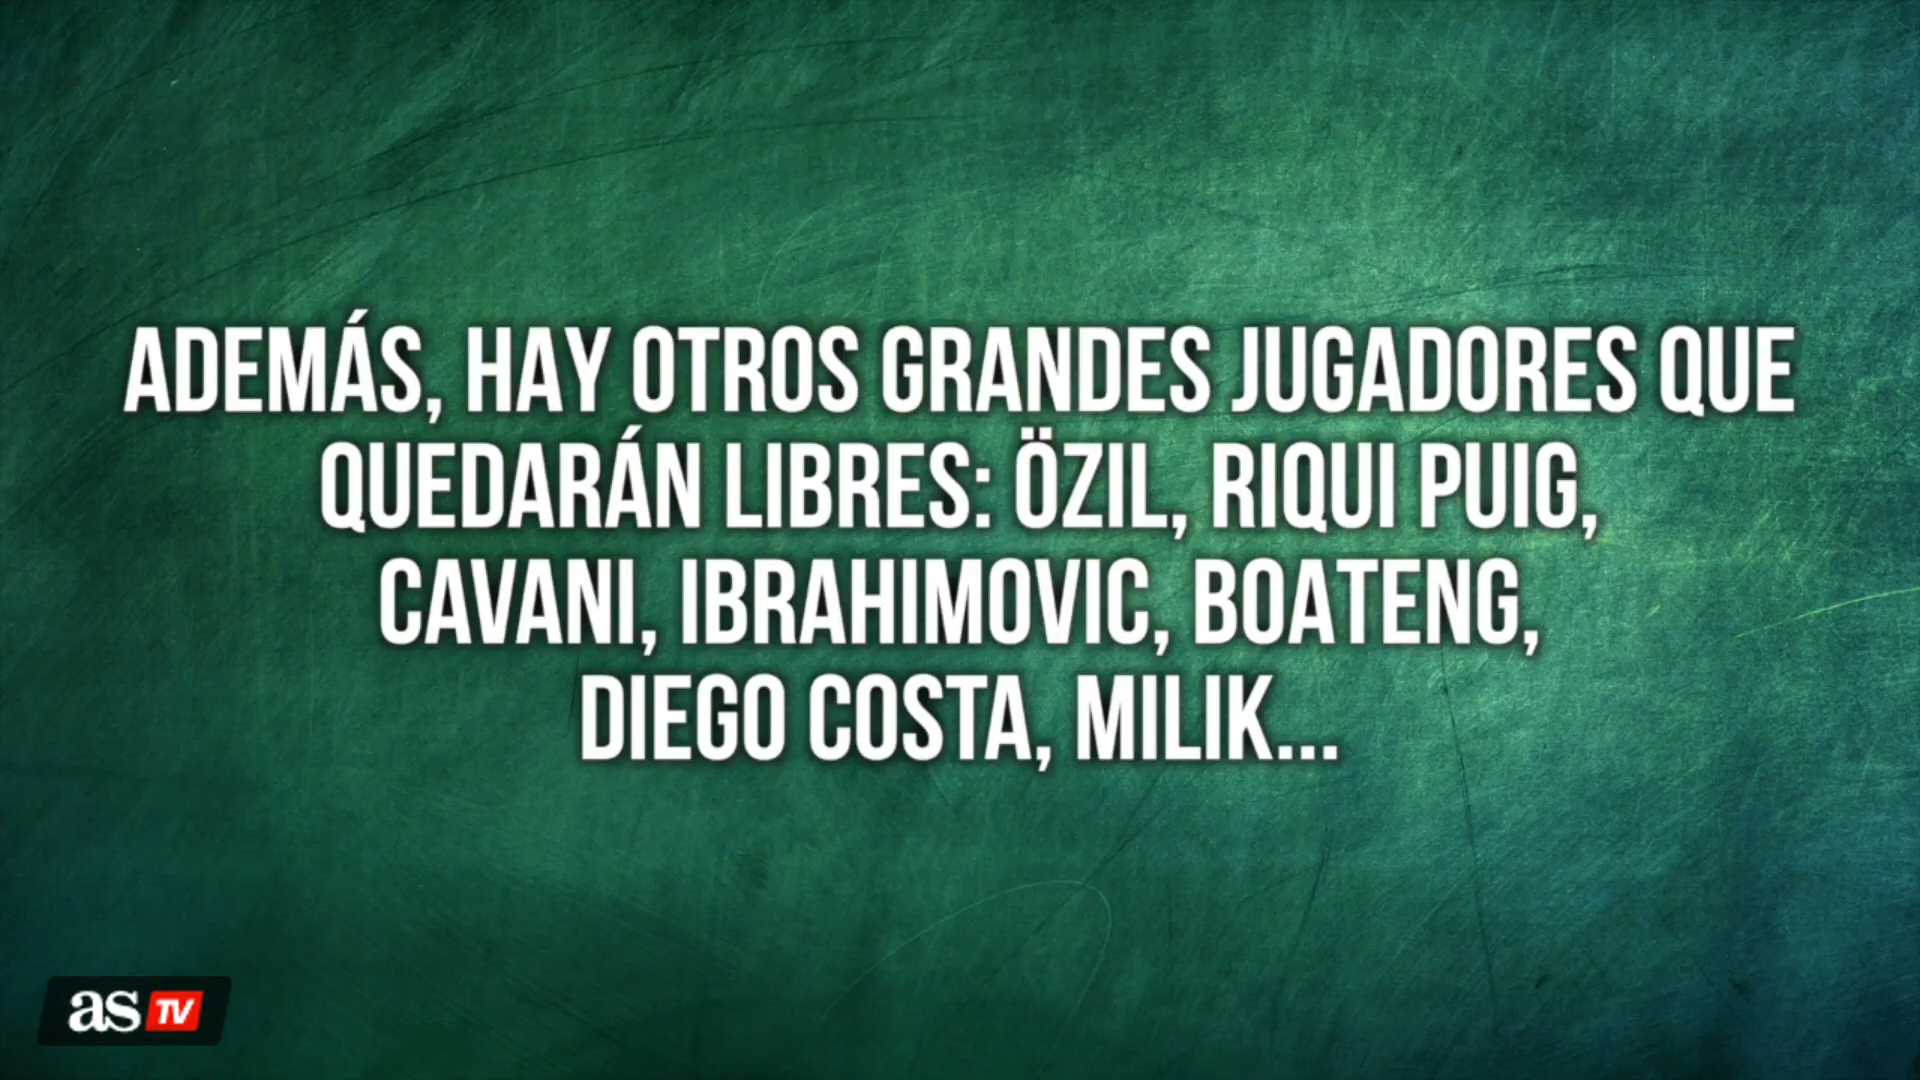 ADEMÁS, HAY OTROS GRANDES JUGADORES QUE
QUEDARÁN LIBRES: ÖZIL, RIQUI PUIG,
CAVANI, IBRAHIMOVIC, BOATENG,
DIEGO COSTA, MILIK...
as TV